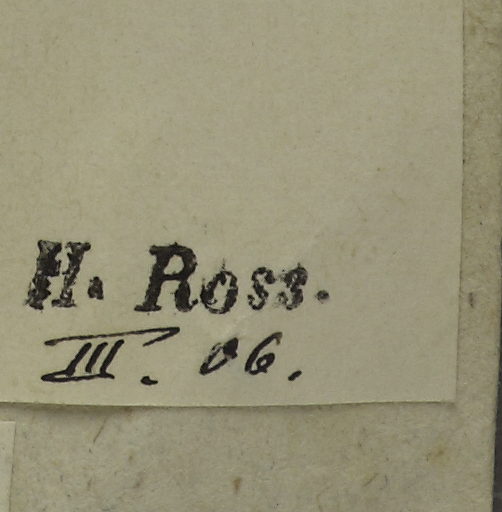 H. Ross.
III. 06.